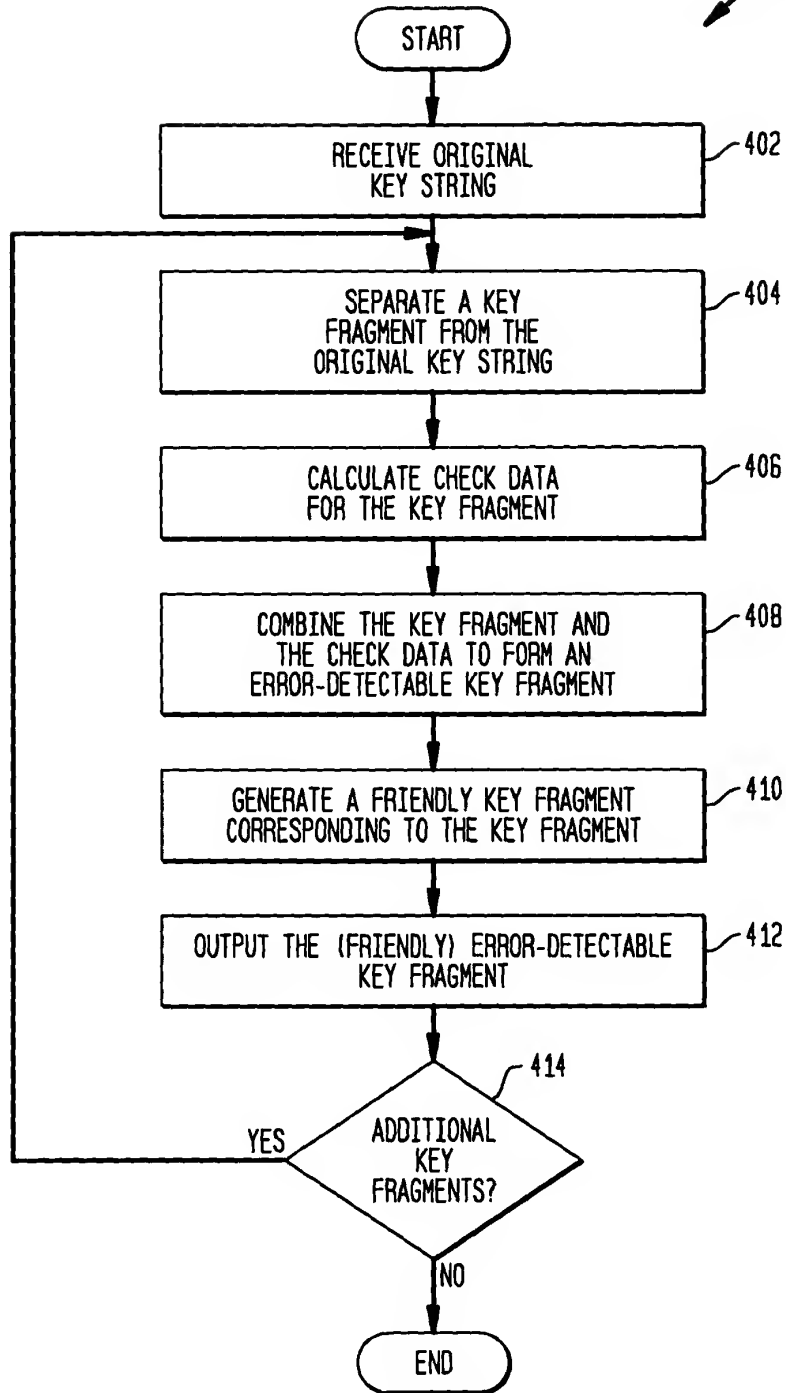 START
RECEIVE ORIGINAL
KEY STRING
402
SEPARATE A KEY
FRAGMENT FROM THE
ORIGINAL KEY STRING
404
CALCULATE CHECK DATA
FOR THE KEY FRAGMENT
406
COMBINE THE KEY FRAGMENT AND
THE CHECK DATA TO FORM AN
ERROR-DETECTABLE KEY FRAGMENT
408
GENERATE A FRIENDLY KEY FRAGMENT
CORRESPONDING TO THE KEY FRAGMENT
410
OUTPUT THE (FRIENDLY) ERROR-DETECTABLE
KEY FRAGMENT
412
414
YES
ADDITIONAL
KEY
FRAGMENTS?
NO
END